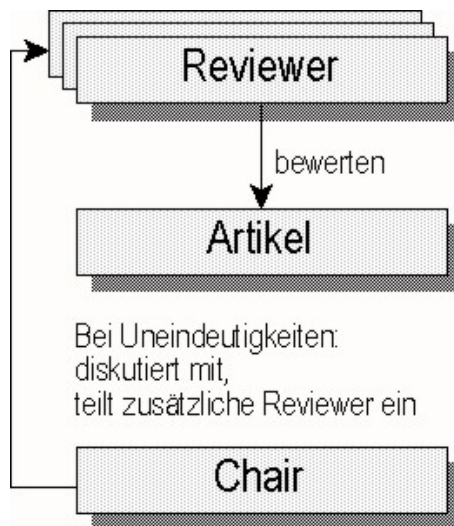 Reviewer
bewerten
Artikel
Bei Uneindeutigkeiten:
diskutiert mit,
teilt zusätzliche Reviewer ein
Chair